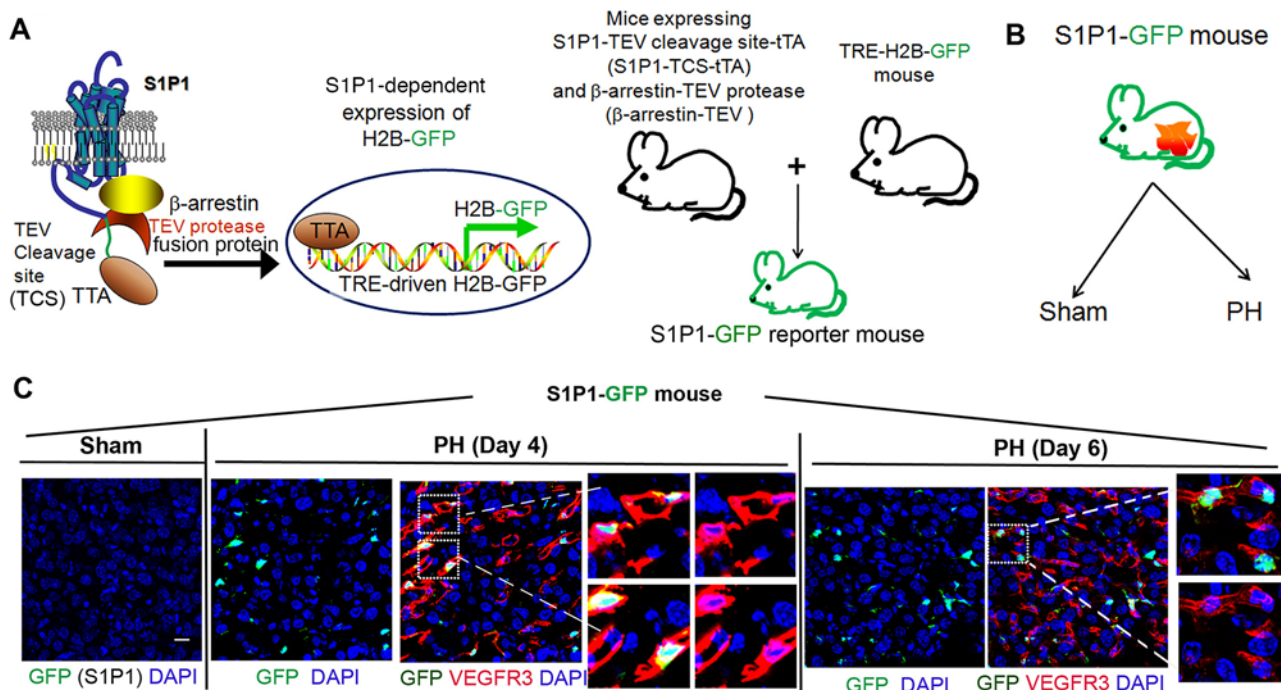 A
S1P1
β-arrestin
TEV protease
fusion protein
TEV
Cleavage
site
(TCS)
TTA
S1P1-dependent
expression of
H2B-GFP
TTA
H2B-GFP
TRE-driven H2B-GFP
Mice expressing
S1P1-TEV cleavage site-tTA
(S1P1-TCS-tTA)
and β-arrestin-TEV protease
(β-arrestin-TEV )
+
TRE-H2B-GFP
mouse
S1P1-GFP reporter mouse
B
S1P1-GFP mouse
Sham
PH
C
S1P1-GFP mouse
Sham
PH (Day 4)
PH (Day 6)
GFP (S1P1) DAPI
GFP DAPI
GFP VEGFR3 DAPI
GFP DAPI
GFP VEGFR3 DAPI